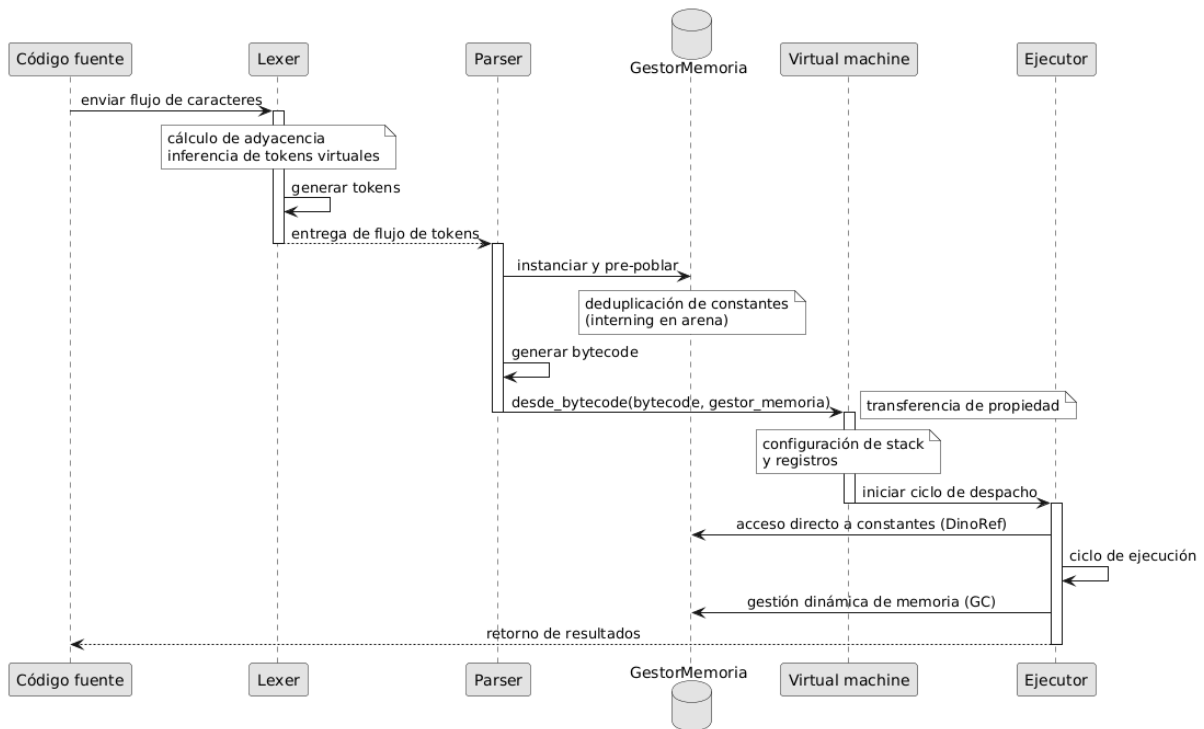 GestorMemoria
Código fuente
Lexer
Parser
Virtual machine
Ejecutor
enviar flujo de caracteres
cálculo de adyacencia
inferencia de tokens virtuales
generar tokens
entrega de flujo de tokens
instanciar y pre-poblar
deduplicación de constantes
(interning en arena)
generar bytecode
desde_bytecode(bytecode, gestor_memoria)
transferencia de propiedad
configuración de stack
y registros
iniciar ciclo de despacho
acceso directo a constantes (DinoRef)
ciclo de ejecución
gestión dinámica de memoria (GC)
retorno de resultados
Código fuente
Lexer
Parser
GestorMemoria
Virtual machine
Ejecutor